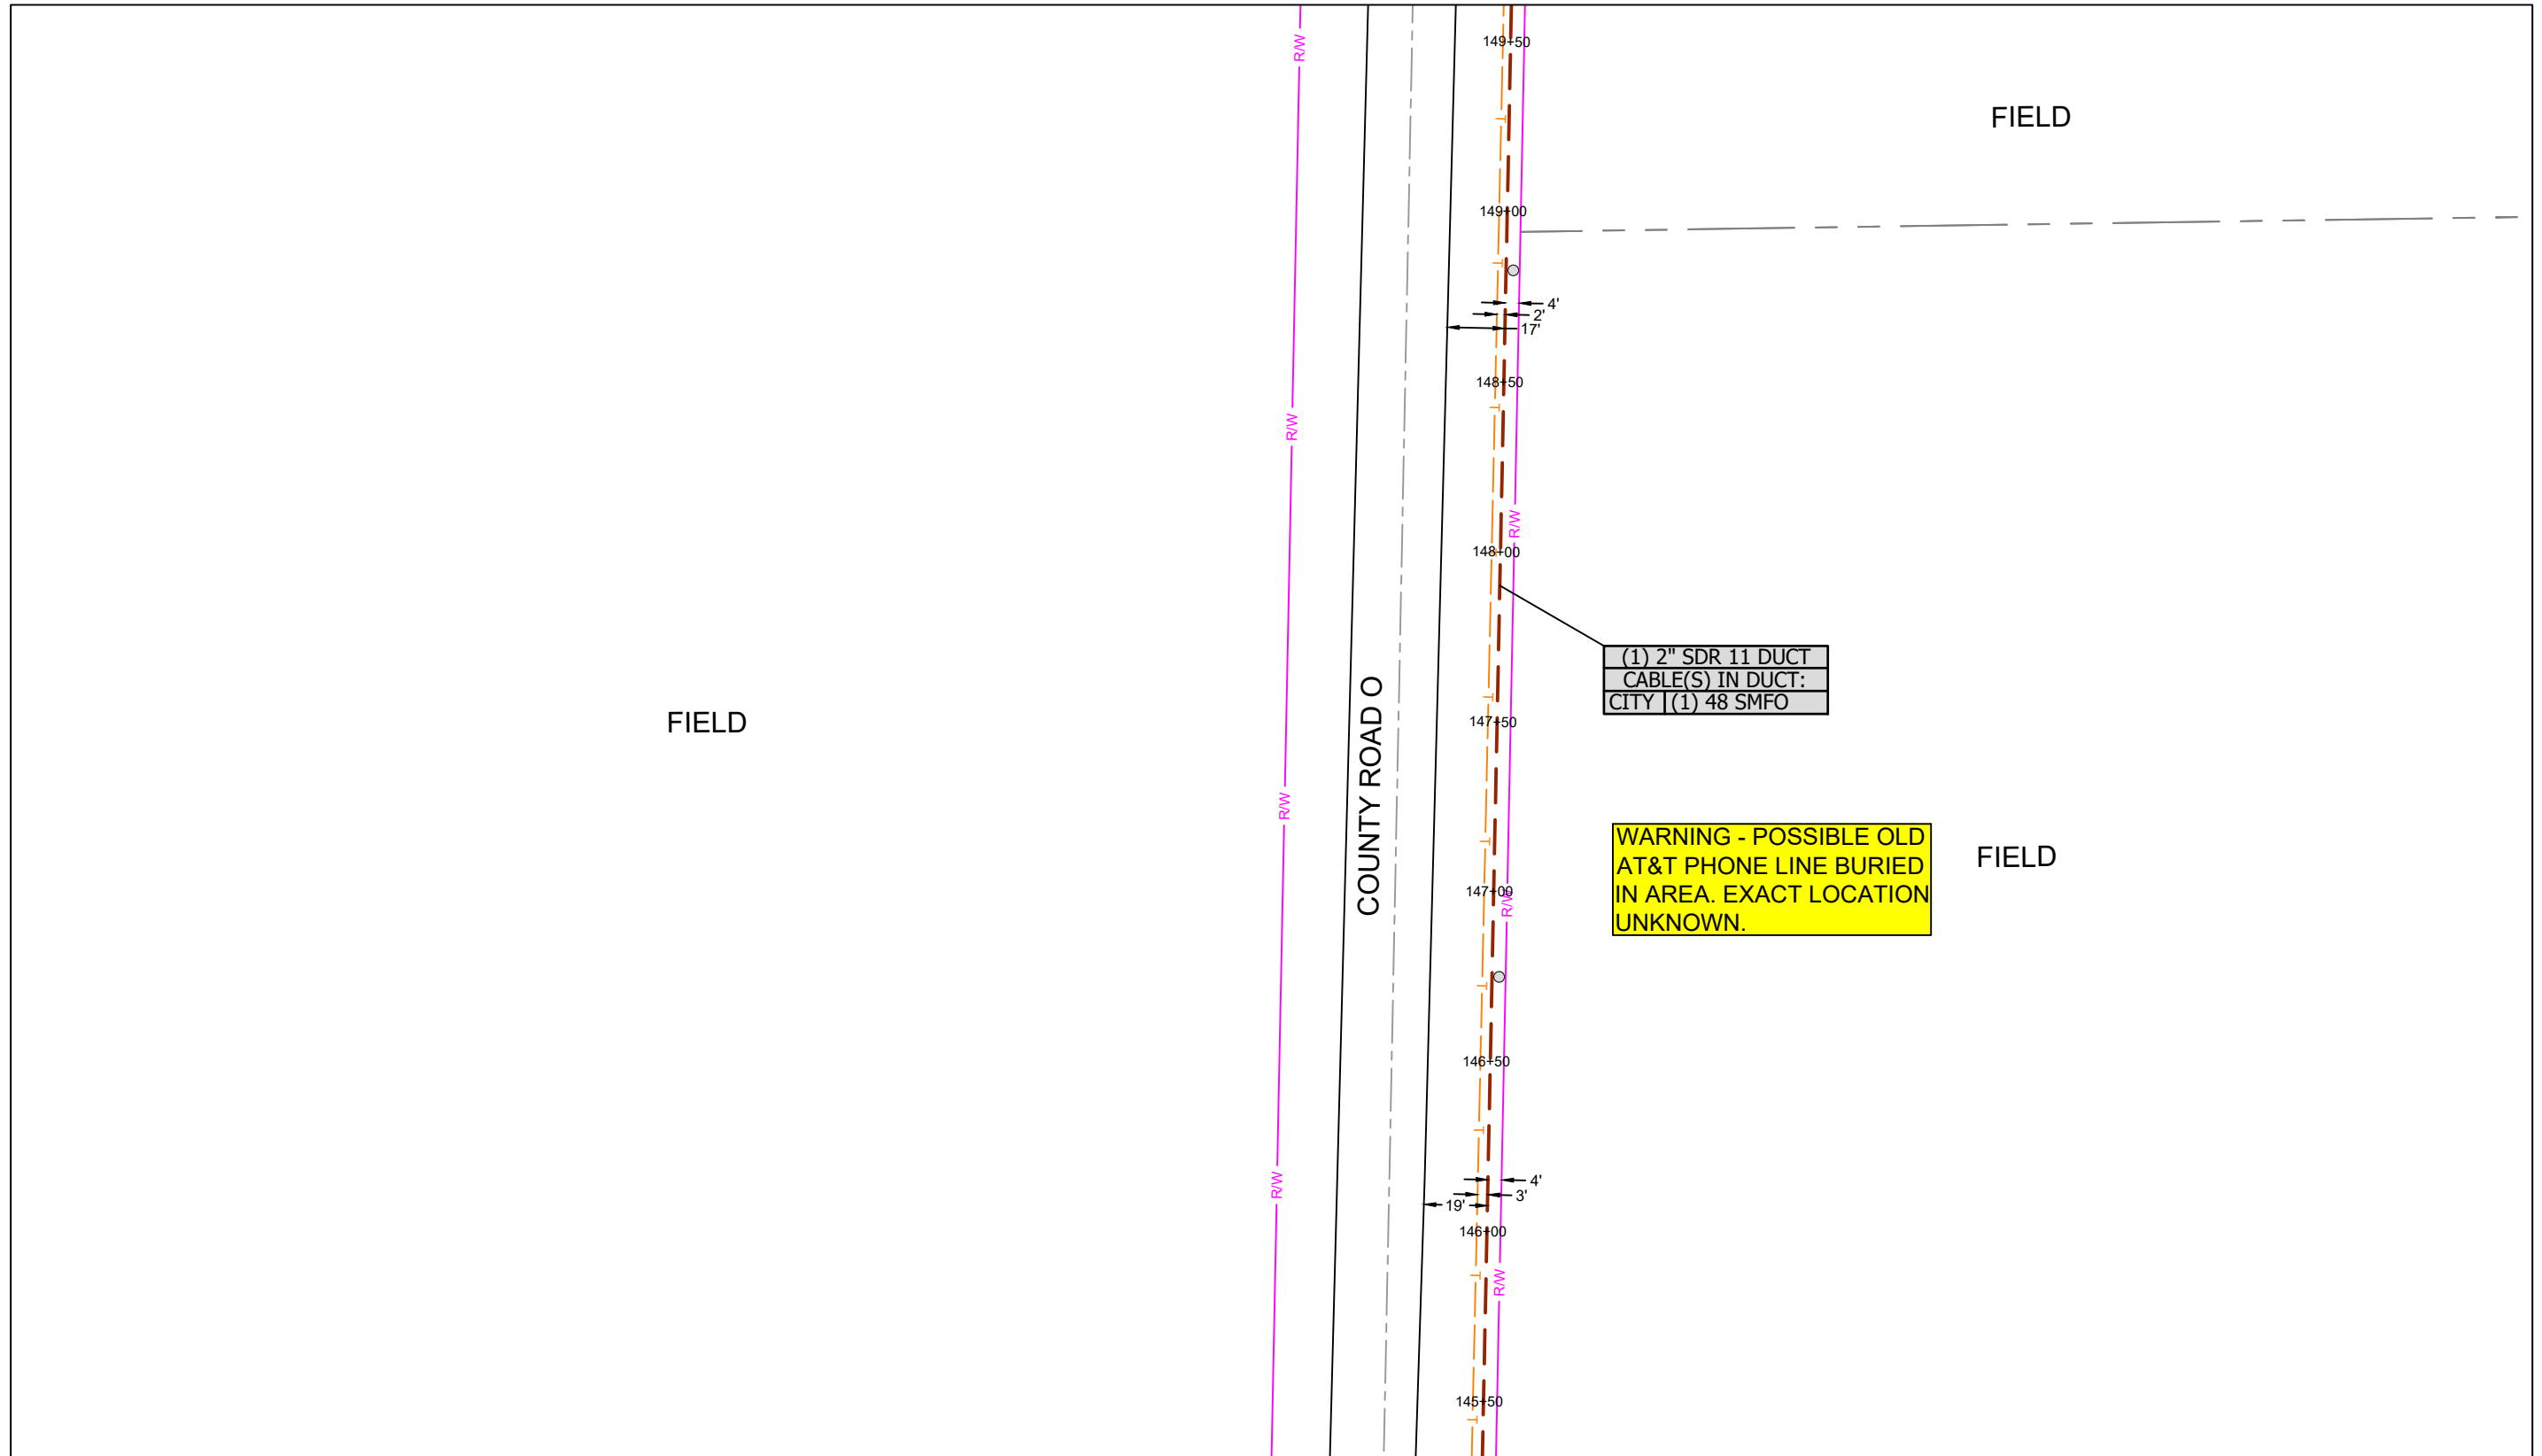 R/W
149+50
FIELD
149+00
4'
2'
17'
148+50
R/W
R/W
148+00
(1) 2" SDR 11 DUCT
CABLE(S) IN DUCT:
CITY (1) 48 SMFO
FIELD
COUNTY ROAD O
147+50
R/W
WARNING - POSSIBLE OLD
AT&T PHONE LINE BURIED
IN AREA. EXACT LOCATION
UNKNOWN.
FIELD
147+00
R/W
146+50
R/W
4'
3'
19'
146+00
R/W
145+50